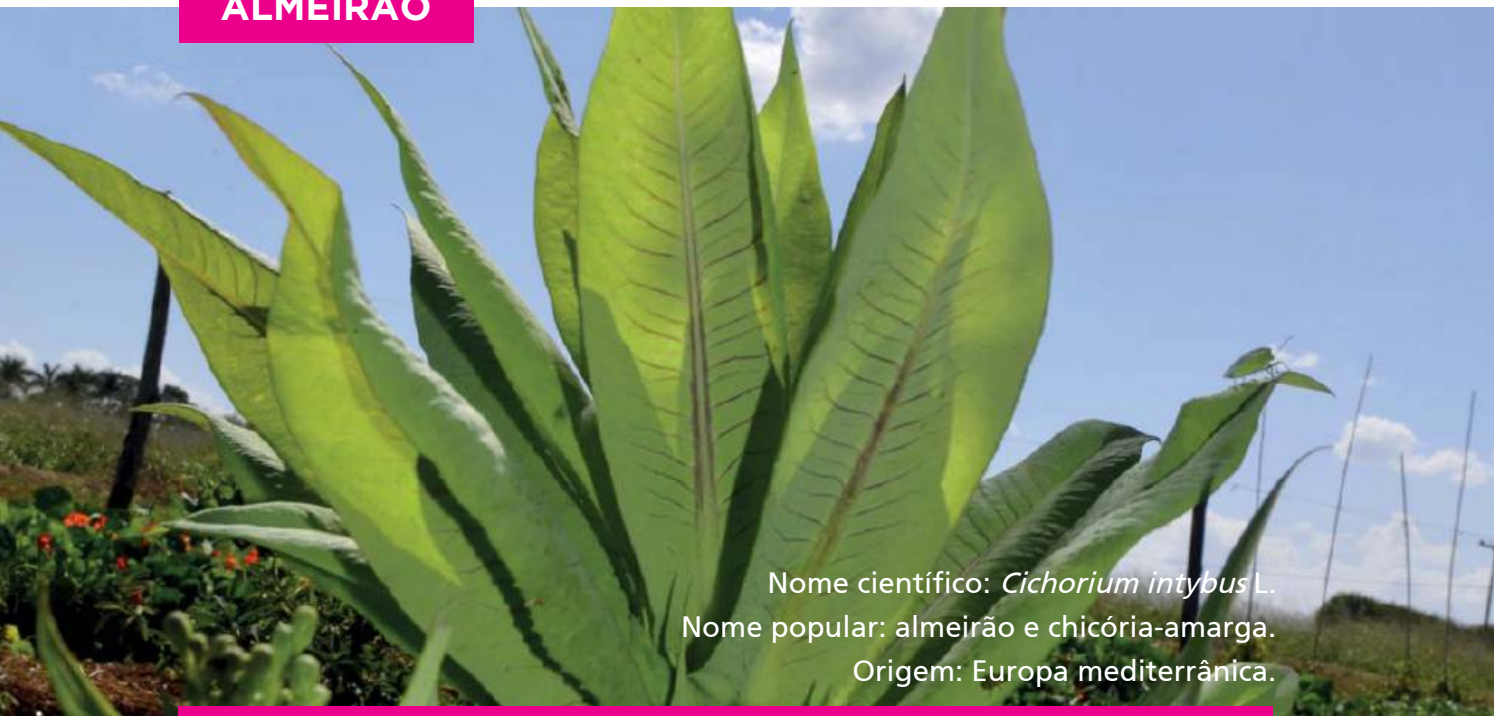 ALMEIRÃO
Nome científico: Cichorium intybus L.
Nome popular: almeirão e chicória-amarga.
Origem: Europa mediterrânica.